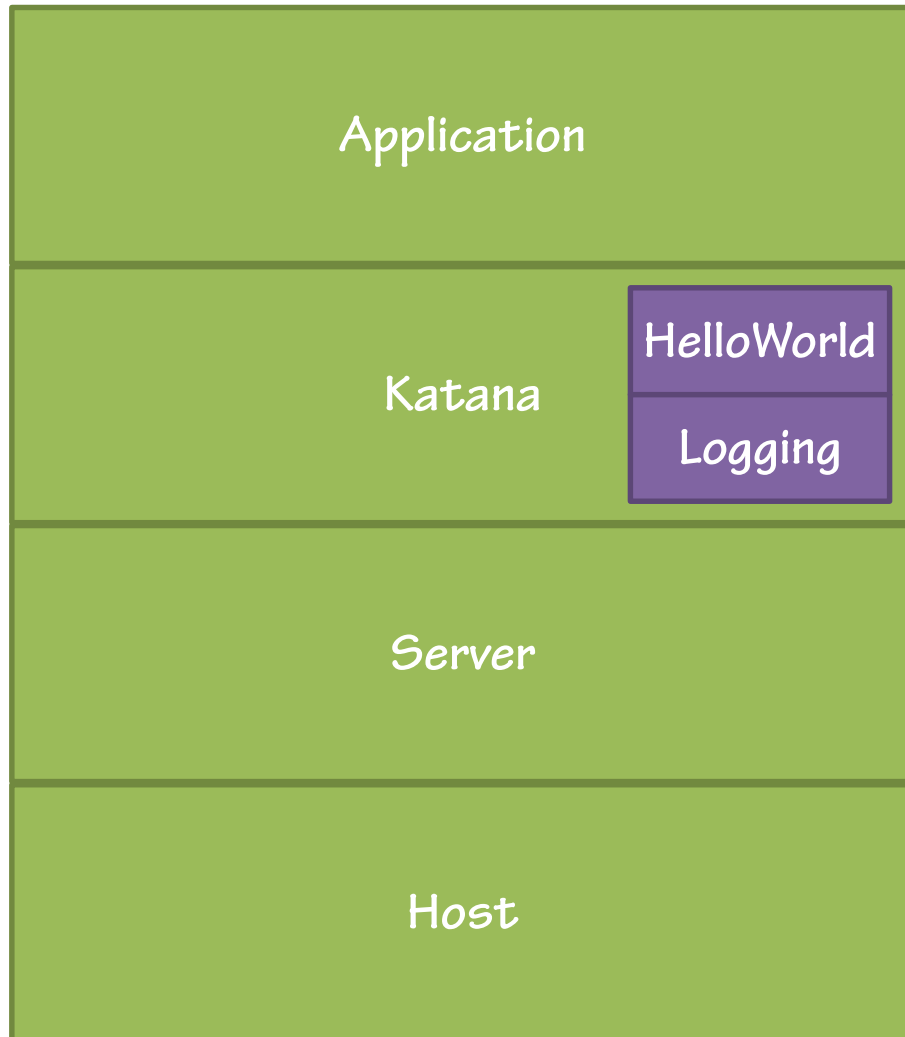 Application
HelloWorld
Katana
Logging
Server
Host